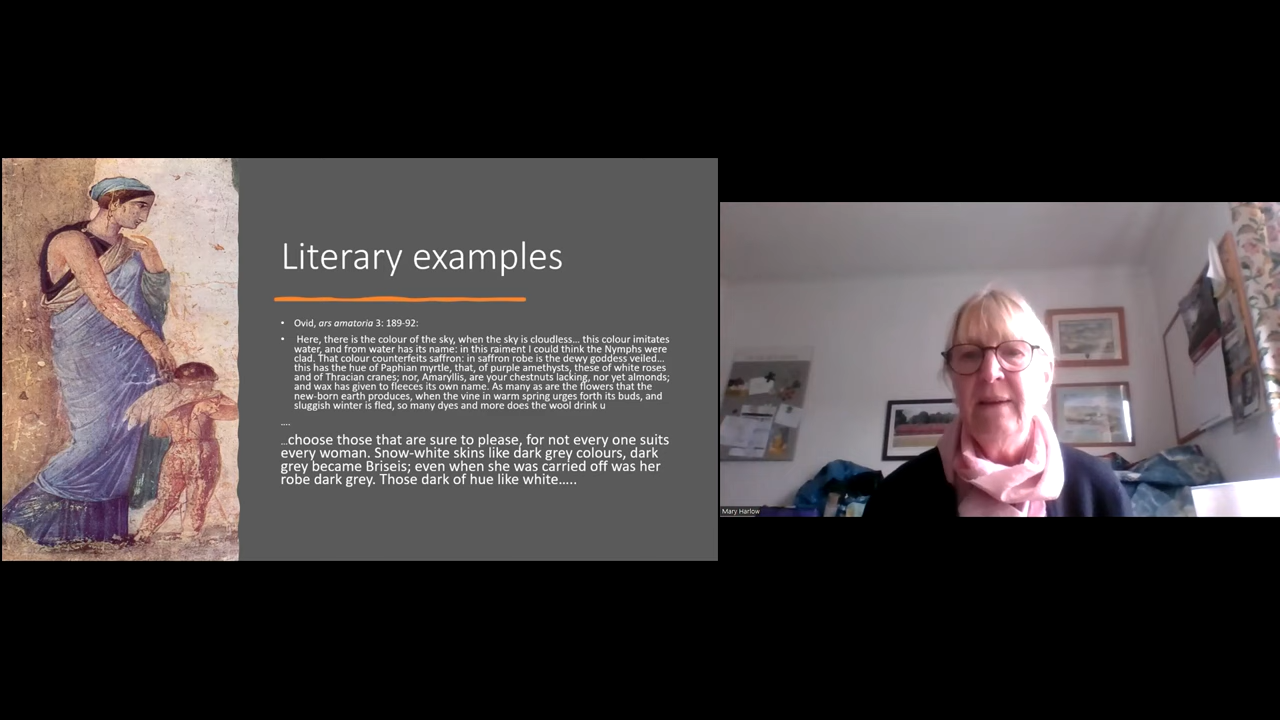 Literary examples
• Ovid, ars amatoria 3: 189-92:
• Here, there is the colour of the sky, when the sky is cloudless… this colour imitates
water, and from water has its name: in this raiment I could think the Nymphs were
clad. That colour counterfeits saffron: in saffron robe is the dewy goddess veiled…
this has the hue of Paphian myrtle, that, of purple amethysts, these of white roses
and of Thracian cranes; nor, Amaryllis, are your chestnuts lacking, nor yet almonds;
and wax has given to fleeces its own name. As many as are the flowers that the
new-born earth produces, when the vine in warm spring urges forth its buds, and
sluggish winter is fled, so many dyes and more does the wool drink u
….
…choose those that are sure to please, for not every one suits
every woman. Snow-white skins like dark grey colours, dark
grey became Briseis; even when she was carried off was her
robe dark grey. Those dark of hue like white…..
Mary Harlow